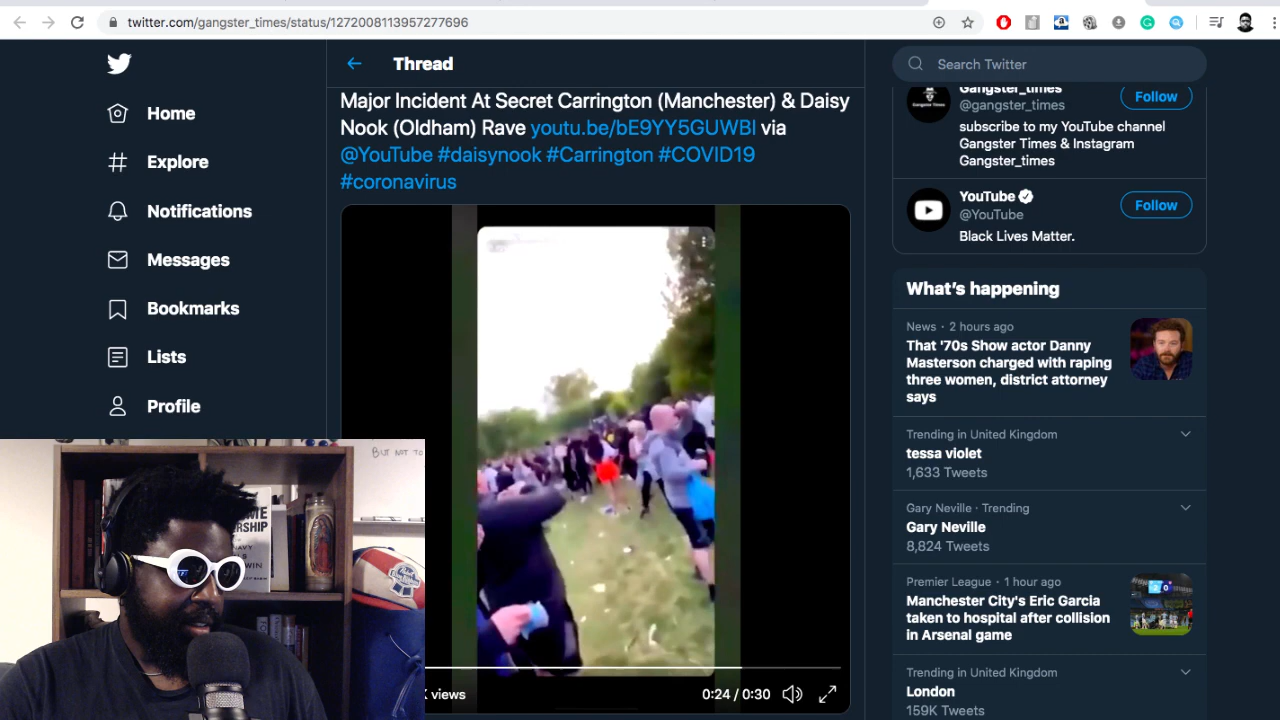 twitter.com/gangster_times/status/1272008113957277696
Home
Explore
Notifications
Messages
Bookmarks
Lists
Profile
Thread
Major Incident At Secret Carrington (Manchester) & Daisy
Nook (Oldham) Rave youtu.be/bE9YY5GUWBI via
@YouTube #daisynook #Carrington #COVID19
#coronavirus
views
0:24 / 0:30
BUT NOT TO
Search Twitter
Gangster_times
@gangster_times
Follow
subscribe to my YouTube channel
Gangster Times & Instagram
Gangster_times
YouTube
@YouTube
Follow
Black Lives Matter.
What's happening
News · 2 hours ago
That '70s Show actor Danny
Masterson charged with raping
three women, district attorney
says
Trending in United Kingdom
tessa violet
1,633 Tweets
Gary Neville · Trending
Gary Neville
8,824 Tweets
Premier League · 1 hour ago
Manchester City's Eric Garcia
taken to hospital after collision
in Arsenal game
Trending in United Kingdom
London
159K Tweets